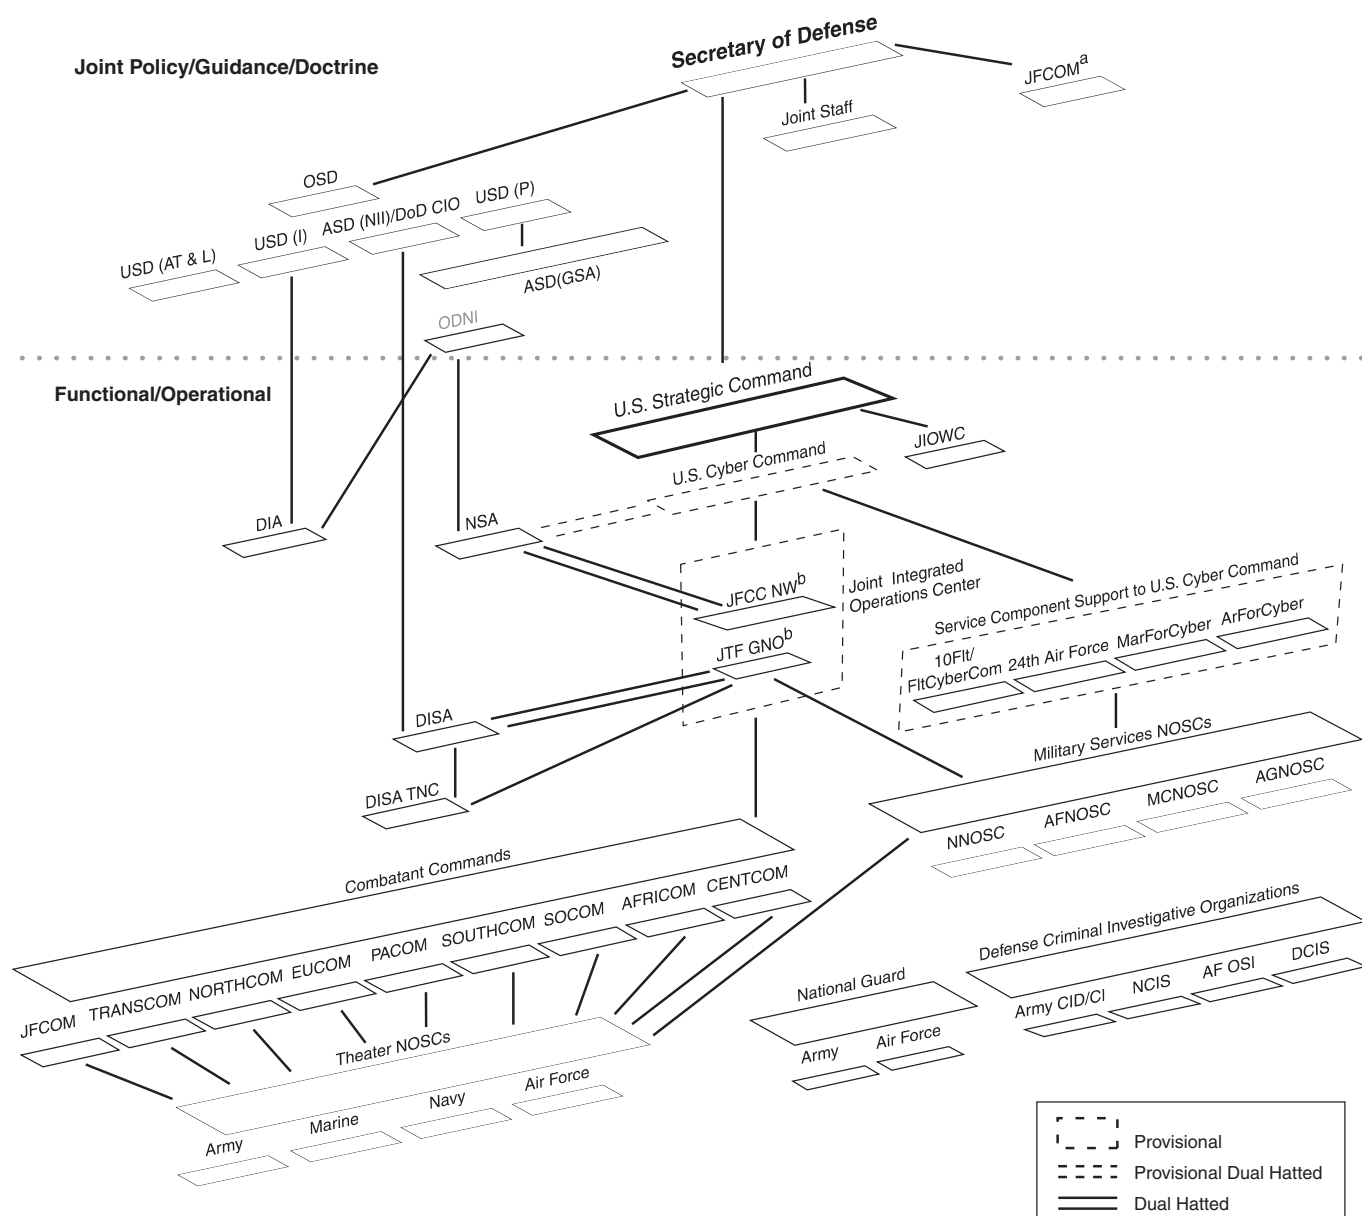 Secretary of Defense
Joint Policy/Guidance/Doctrine
JFCOMa
Joint Staff
OSD
USD (P)
ASD (NII)/DoD CIO
USD (I)
USD (AT & L)
ASD(GSA)
ODNI
Functional/Operational
U.S. Strategic Command
JIOWC
U.S. Cyber Command
DIA
NSA
JFCC NWb
Joint Integrated
Operations Center
Service Component Support to U.S. Cyber Command
JTF GNOb
10Flt/
FltCyberCom
24th Air Force
MarForCyber
ArForCyber
DISA
Military Services NOSCs
DISA TNC
NNOSC
AFNOSC
MCNOSC
AGNOSC
Combatant Commands
JFCOM
TRANSCOM
NORTHCOM
EUCOM
PACOM
SOUTHCOM
SOCOM
AFRICOM
CENTCOM
Defense Criminal Investigative Organizations
Army CID/CI
NCIS
AF OSI
DCIS
National Guard
Army
Air Force
Theater NOSCs
Army
Marine
Navy
Air Force
Provisional
Provisional Dual Hatted
Dual Hatted